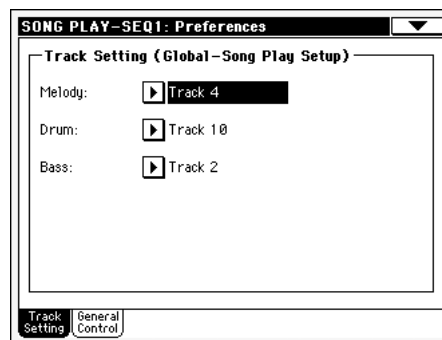 SONG PLAY-SEQ1: Preferences
Track Setting (Global-Song Play Setup)
Melody: Track 4
Drum: Track 10
Bass: Track 2
Track Setting
General Control